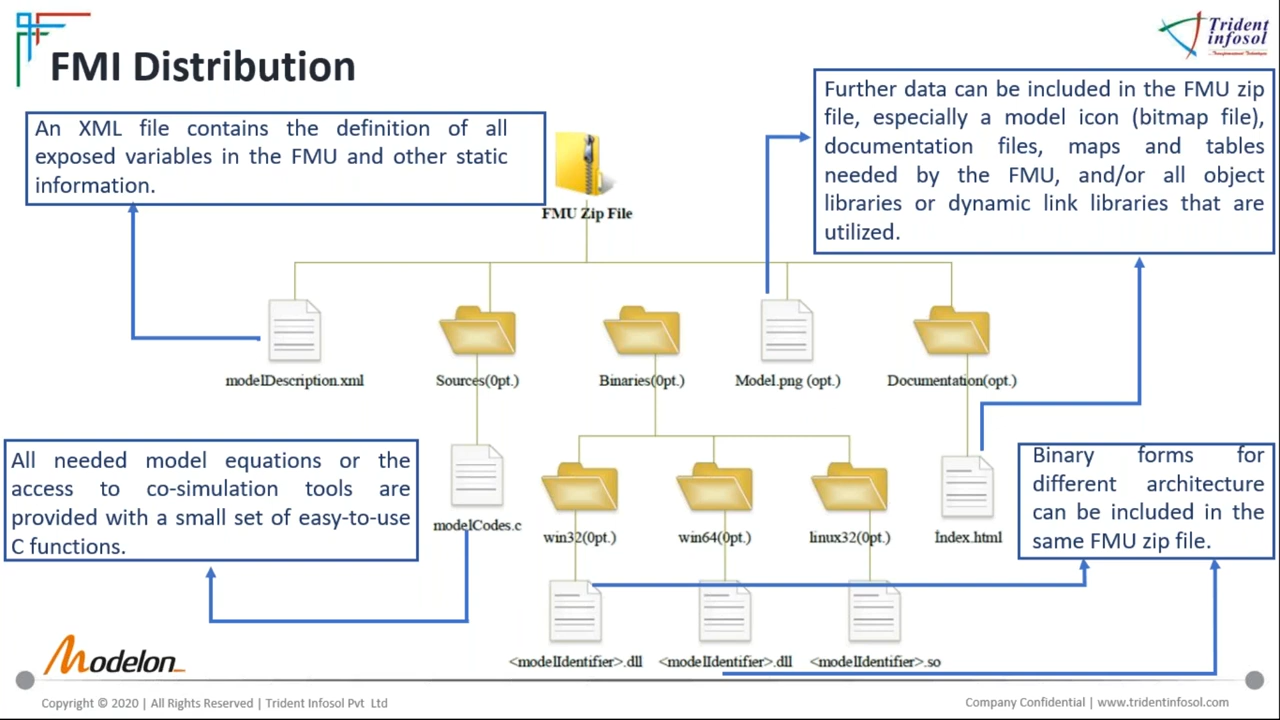 FMI Distribution
Trident
infosol
An XML file contains the definition of all
exposed variables in the FMU and other static
information.
FMU Zip File
Further data can be included in the FMU zip
file, especially a model icon (bitmap file),
documentation files, maps and tables
needed by the FMU, and/or all object
libraries or dynamic link libraries that are
utilized.
modelDescription.xml
Sources(0pt.)
Binaries(0pt.)
Model.png (opt.)
Documentation(opt.)
All needed model equations or the
access to co-simulation tools are
provided with a small set of easy-to-use
C functions.
modelCodes.c
win32(0pt.)
win64(0pt.)
linux32(0pt.)
Index.html
Binary forms for
different architecture
can be included in the
same FMU zip file.
<modelIdentifier>.dll
<modelIdentifier>.dll
<modelIdentifier>.so
Modelon
Copyright © 2020 | All Rights Reserved | Trident Infosol Pvt Ltd
Company Confidential | www.tridentinfosol.com